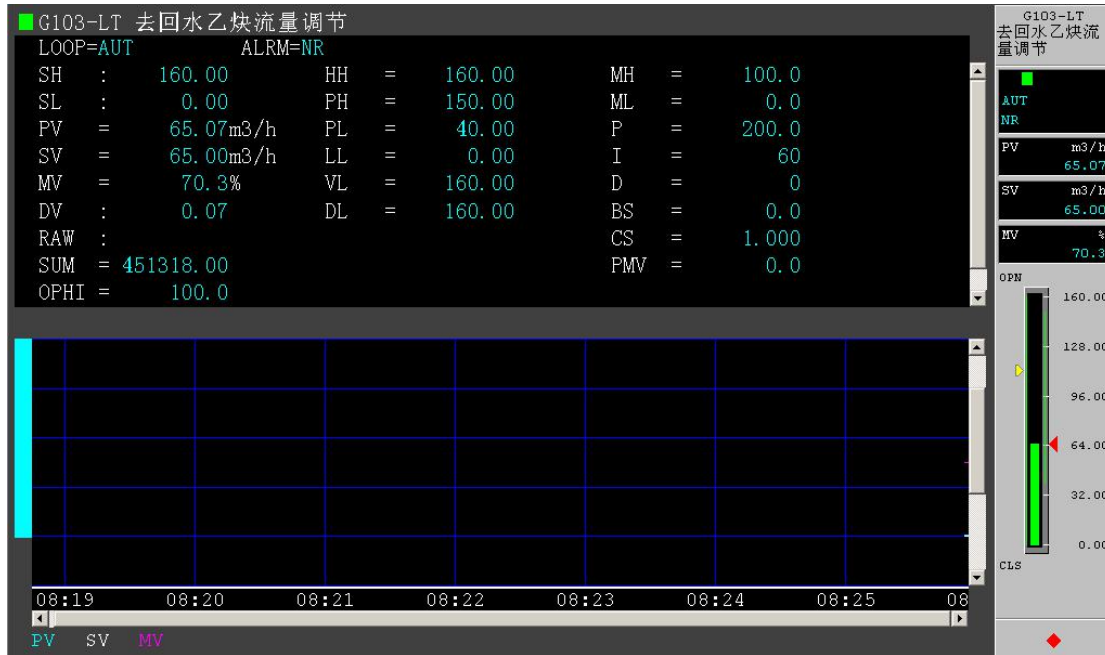 G103-LT 去回水乙炔流量调节
LOOP=AUT ALRM=NR
SH : 160.00 HH = 160.00 MH = 100.0
SL : 0.00 PH = 150.00 ML = 0.0
PV = 65.07m3/h PL = 40.00 P = 200.0
SV = 65.00m3/h LL = 0.00 I = 60
MV = 70.3% VL = 160.00 D = 0
DV : 0.07 DL = 160.00 BS = 0.0
RAW : CS = 1.000
SUM = 451318.00 PMV = 0.0
OPHI = 100.0
08:19 08:20 08:21 08:22 08:23 08:24 08:25 08
PV SV MV
G103-LT
去回水乙炔流
量调节
AUT
NR
PV m3/h
65.07
SV m3/h
65.00
MV %
70.3
OPN
160.00
128.00
96.00
64.00
32.00
0.00
CLS